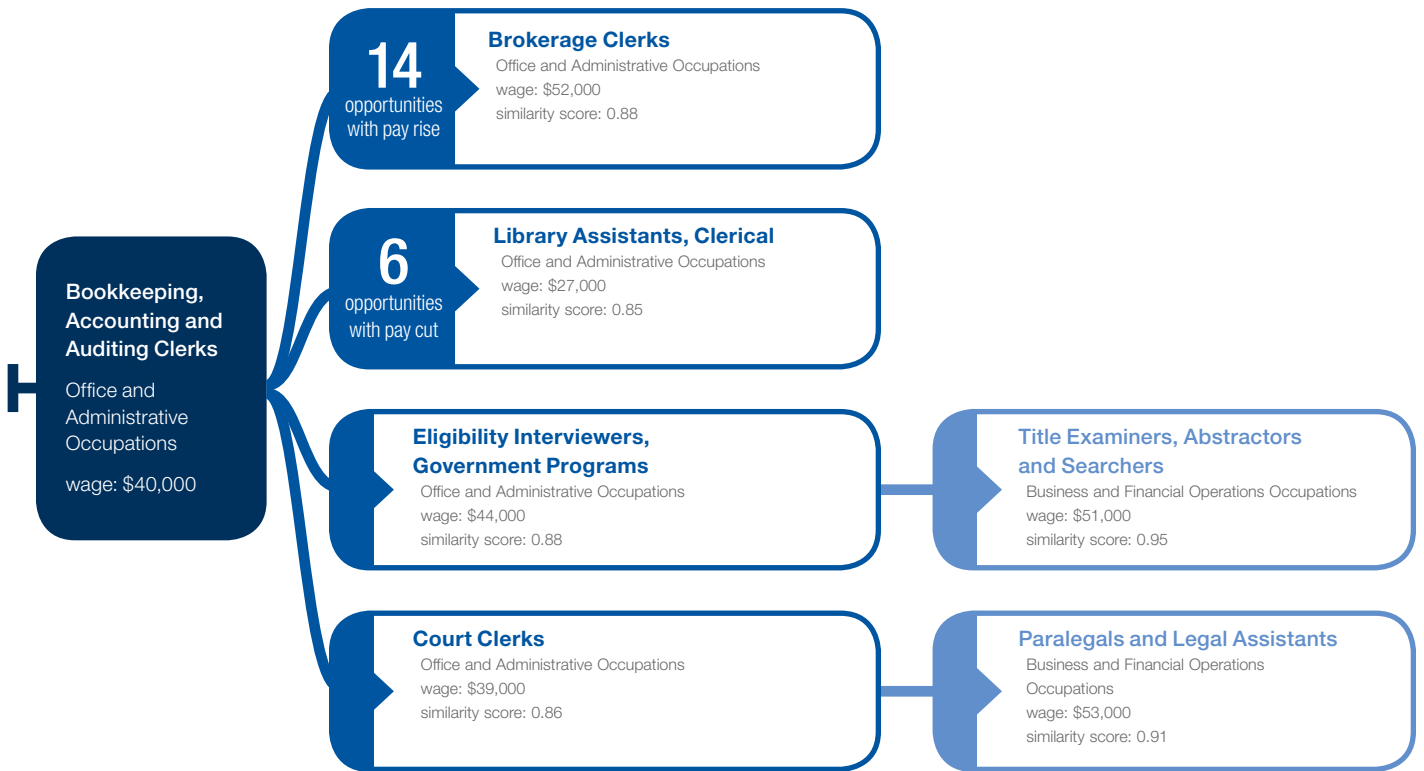 Bookkeeping,
Accounting and
Auditing Clerks
Office and
Administrative
Occupations
wage: $40,000
14
opportunities
with pay rise
Brokerage Clerks
Office and Administrative Occupations
wage: $52,000
similarity score: 0.88
6
opportunities
with pay cut
Library Assistants, Clerical
Office and Administrative Occupations
wage: $27,000
similarity score: 0.85
Eligibility Interviewers,
Government Programs
Office and Administrative Occupations
wage: $44,000
similarity score: 0.88
Title Examiners, Abstractors
and Searchers
Business and Financial Operations Occupations
wage: $51,000
similarity score: 0.95
Court Clerks
Office and Administrative Occupations
wage: $39,000
similarity score: 0.86
Paralegals and Legal Assistants
Business and Financial Operations
Occupations
wage: $53,000
similarity score: 0.91